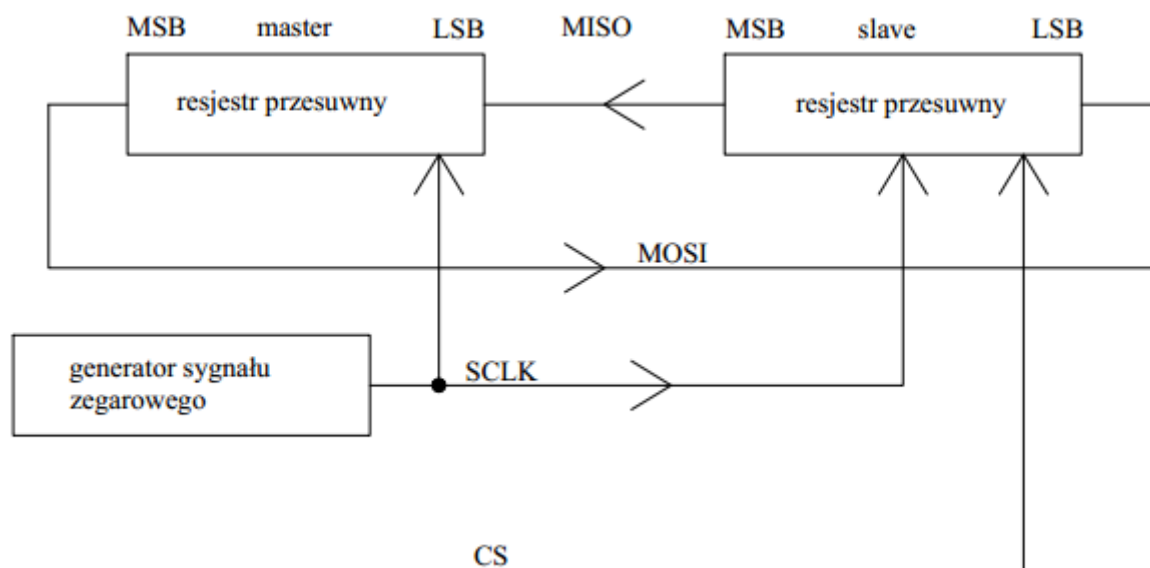 MSB master LSB MISO MSB slave LSB
resjestr przesuwny resjestr przesuwny
MOSI
generator sygnału
zegarowego
SCLK
CS